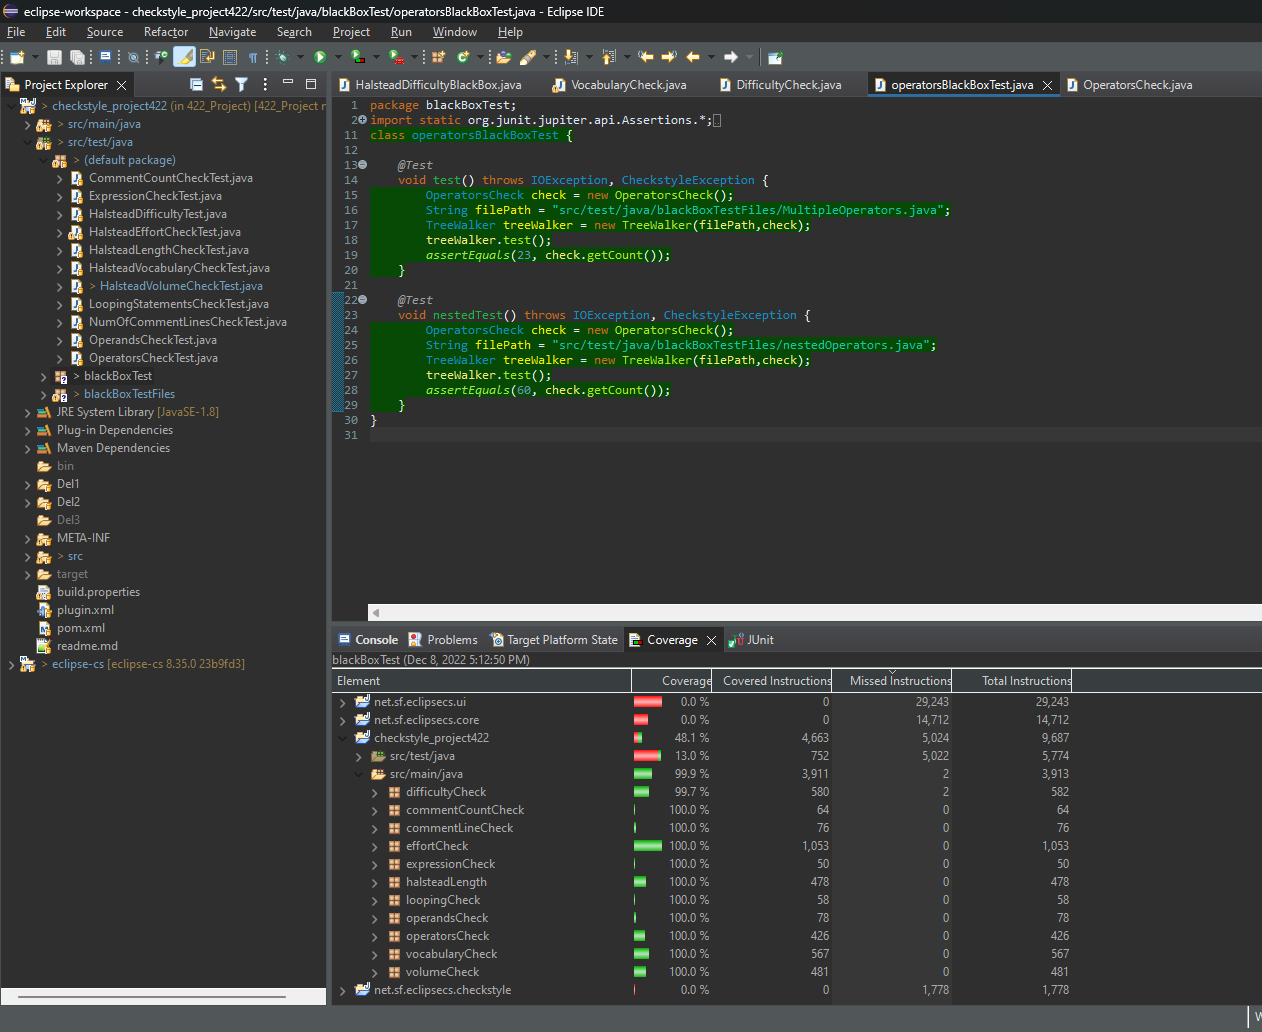 eclipse-workspace - checkstyle_project422/src/test/java/blackBoxTest/operatorsBlackBoxTest.java - Eclipse IDE
File Edit Source Refactor Navigate Search Project Run Window Help
Project Explorer
> checkstyle_project422 (in 422_Project) [422_Project
> src/main/java
> src/test/java
> (default package)
CommentCountCheckTest.java
ExpressionCheckTest.java
HalsteadDifficultyTest.java
HalsteadEffortCheckTest.java
HalsteadLengthCheckTest.java
HalsteadVocabularyCheckTest.java
> HalsteadVolumeCheckTest.java
LoopingStatementsCheckTest.java
NumOfCommentLinesCheckTest.java
OperandsCheckTest.java
OperatorsCheckTest.java
> blackBoxTest
> blackBoxTestFiles
JRE System Library [JavaSE-1.8]
Plug-in Dependencies
Maven Dependencies
bin
Del1
Del2
Del3
META-INF
> src
target
build.properties
plugin.xml
pom.xml
readme.md
> eclipse-cs [eclipse-cs 8.35.0 23b9fd3]
HalsteadDifficultyBlackBox.java VocabularyCheck.java DifficultyCheck.java operatorsBlackBoxTest.java OperatorsCheck.java
1 package blackBoxTest;
2 import static org.junit.jupiter.api.Assertions.*;
11 class operatorsBlackBoxTest {
12
13 @Test
14 void test() throws IOException, CheckstyleException {
15 OperatorsCheck check = new OperatorsCheck();
16 String filePath = "src/test/java/blackBoxTestFiles/MultipleOperators.java";
17 TreeWalker treeWalker = new TreeWalker(filePath,check);
18 treeWalker.test();
19 assertEquals(23, check.getCount());
20 }
21
22 @Test
23 void nestedTest() throws IOException, CheckstyleException {
24 OperatorsCheck check = new OperatorsCheck();
25 String filePath = "src/test/java/blackBoxTestFiles/nestedOperators.java";
26 TreeWalker treeWalker = new TreeWalker(filePath,check);
27 treeWalker.test();
28 assertEquals(60, check.getCount());
29 }
30 }
31
Console Problems Target Platform State Coverage JUnit
blackBoxTest (Dec 8, 2022 5:12:50 PM)
Element Coverage Covered Instructions Missed Instructions Total Instructions
net.sf.eclipsecs.ui 0.0 % 0 29,243 29,243
net.sf.eclipsecs.core 0.0 % 0 14,712 14,712
checkstyle_project422 48.1 % 4,663 5,024 9,687
src/test/java 13.0 % 752 5,022 5,774
src/main/java 99.9 % 3,911 2 3,913
difficultyCheck 99.7 % 580 2 582
commentCountCheck 100.0 % 64 0 64
commentLineCheck 100.0 % 76 0 76
effortCheck 100.0 % 1,053 0 1,053
expressionCheck 100.0 % 50 0 50
halsteadLength 100.0 % 478 0 478
loopingCheck 100.0 % 58 0 58
operandsCheck 100.0 % 78 0 78
operatorsCheck 100.0 % 426 0 426
vocabularyCheck 100.0 % 567 0 567
volumeCheck 100.0 % 481 0 481
net.sf.eclipsecs.checkstyle 0.0 % 0 1,778 1,778